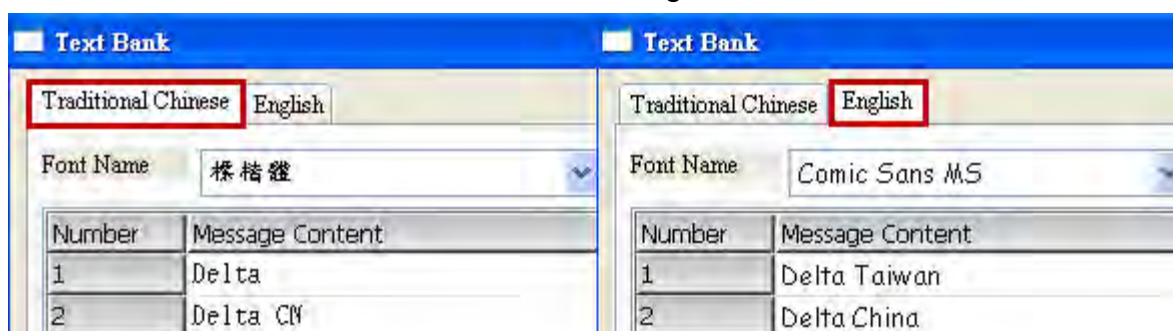 Text Bank
Traditional Chinese English
Font Name
Number Message Content
1 Delta
2 Delta CN
Text Bank
Traditional Chinese English
Font Name Comic Sans MS
Number Message Content
1 Delta Taiwan
2 Delta China